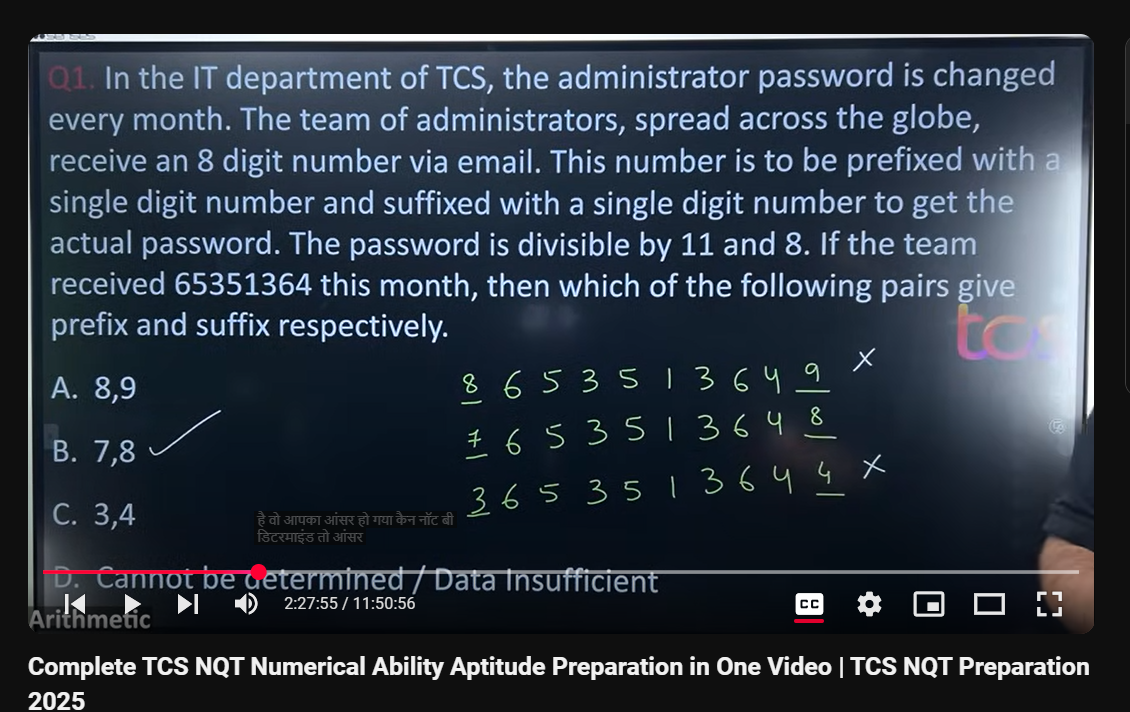 Q1. In the IT department of TCS, the administrator password is changed
every month. The team of administrators, spread across the globe,
receive an 8 digit number via email. This number is to be prefixed with a
single digit number and suffixed with a single digit number to get the
actual password. The password is divisible by 11 and 8. If the team
received 65351364 this month, then which of the following pairs give
prefix and suffix respectively.
tcs
A. 8,9
8 6 5 3 5 1 3 6 4 9 ×
B. 7,8
7 6 5 3 5 1 3 6 4 8
C. 3,4
3 6 5 3 5 1 3 6 4 4 ×
है वो आपका आंसर हो गया कैन नॉट बी
डिटरमाइंड तो आंसर
D. Cannot be determined / Data Insufficient
2:27:55 / 11:50:56
CC
Arithmetic
Complete TCS NQT Numerical Ability Aptitude Preparation in One Video | TCS NQT Preparation
2025